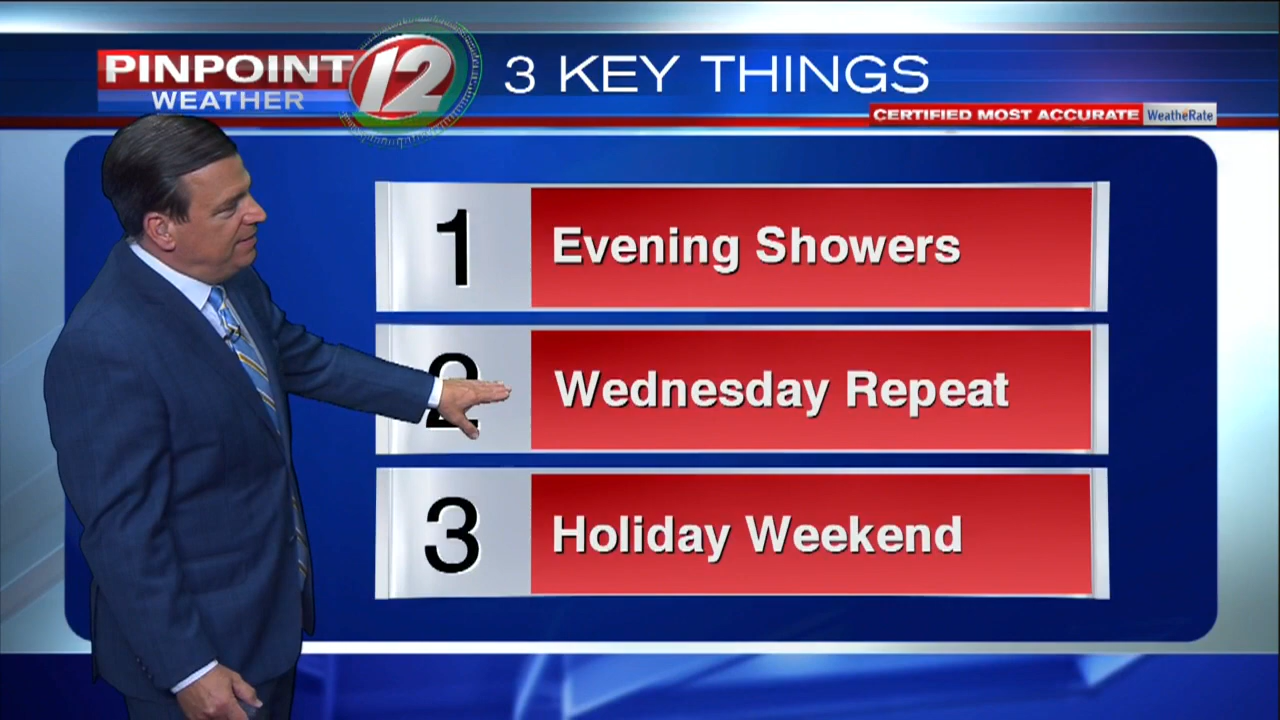 PINPOINT 12
WEATHER
3 KEY THINGS
CERTIFIED MOST ACCURATE WeatheRate
1 Evening Showers
2 Wednesday Repeat
3 Holiday Weekend